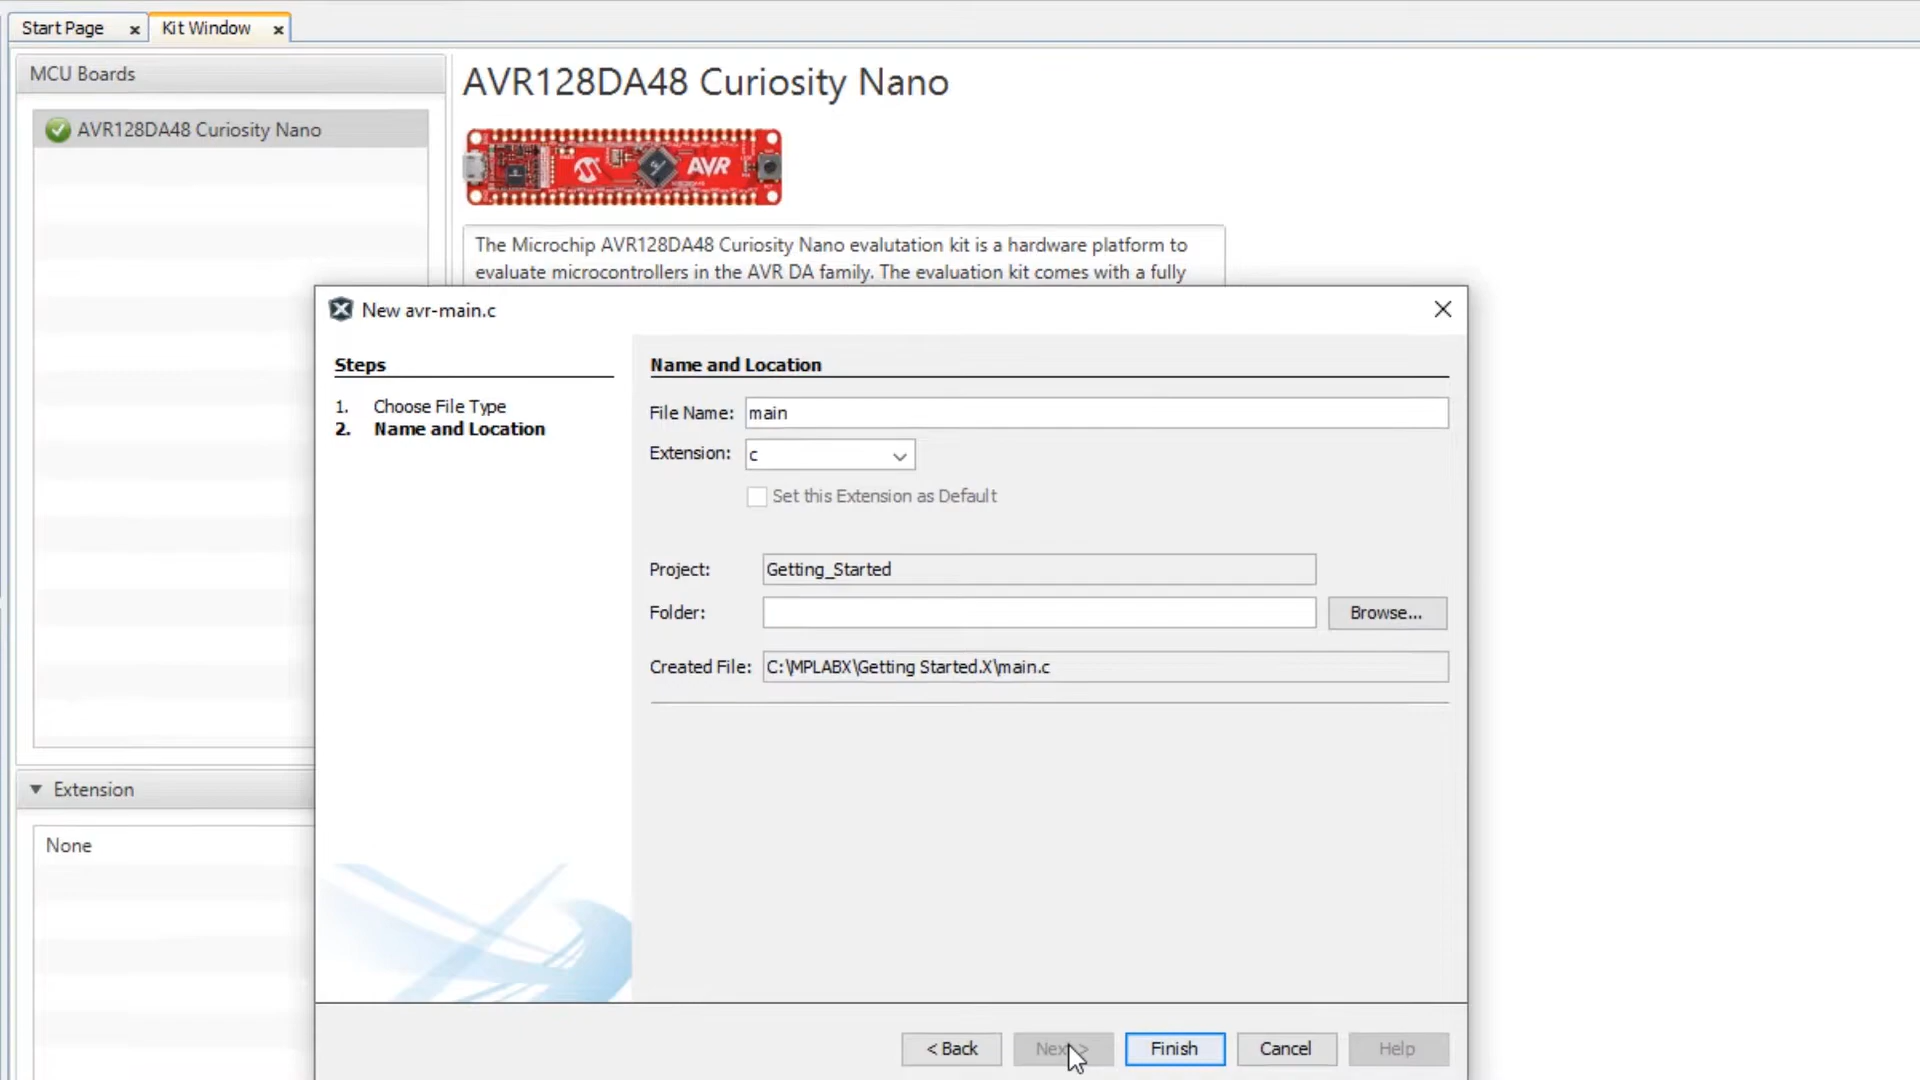 Start Page x
Kit Window x
MCU Boards
AVR128DA48 Curiosity Nano
AVR128DA48 Curiosity Nano
AVR
The Microchip AVR128DA48 Curiosity Nano evalutation kit is a hardware platform to
evaluate microcontrollers in the AVR DA family. The evaluation kit comes with a fully
New avr-main.c
Steps
1. Choose File Type
2. Name and Location
Name and Location
File Name: main
Extension: c
Set this Extension as Default
Project: Getting_Started
Folder: Browse...
Created File: C:\MPLABX\Getting Started.X\main.c
Extension
None
< Back Next > Finish Cancel Help